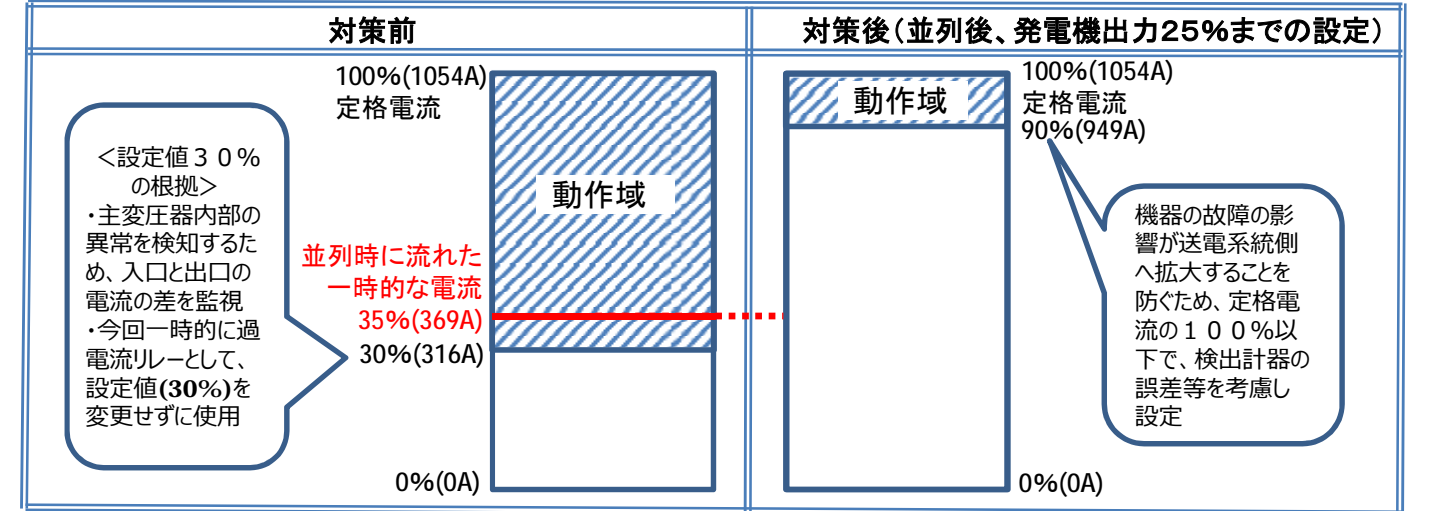 対策前
対策後(並列後、発電機出力25%までの設定)
<設定値30%
の根拠>
・主変圧器内部の
異常を検知するた
め、入口と出口の
電流の差を監視
・今回一時的に過
電流リレーとして、
設定値(30%)を
変更せずに使用
100%(1054A)
定格電流
動作域
並列時に流れた
一時的な電流
35%(369A)
30%(316A)
0%(0A)
動作域
100%(1054A)
定格電流
90%(949A)
機器の故障の影
響が送電系統側
へ拡大することを
防ぐため、定格電
流の100%以
下で、検出計器の
誤差等を考慮し
設定
0%(0A)